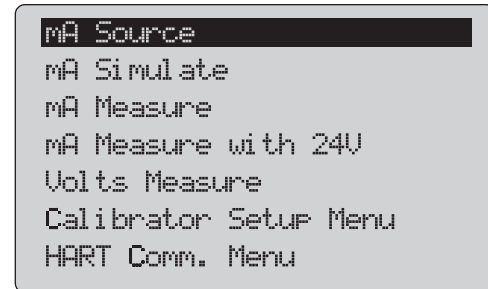 mA Source
mA Simulate
mA Measure
mA Measure with 24V
Volts Measure
Calibrator Setup Menu
HART Comm. Menu